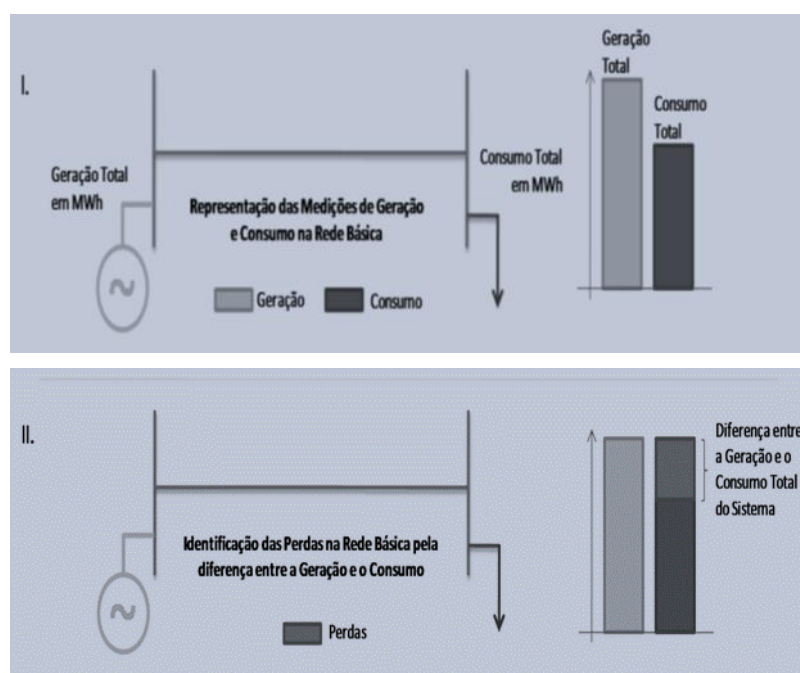 I.
Geração Total
em MWh
Representação das Medições de Geração
e Consumo na Rede Básica
Geração
Consumo
Consumo Total
em MWh
Geração
Total
Consumo
Total
II.
Identificação das Perdas na Rede Básica pela
diferença entre a Geração e o Consumo
Perdas
Diferença entre
a Geração e o
Consumo Total
do Sistema